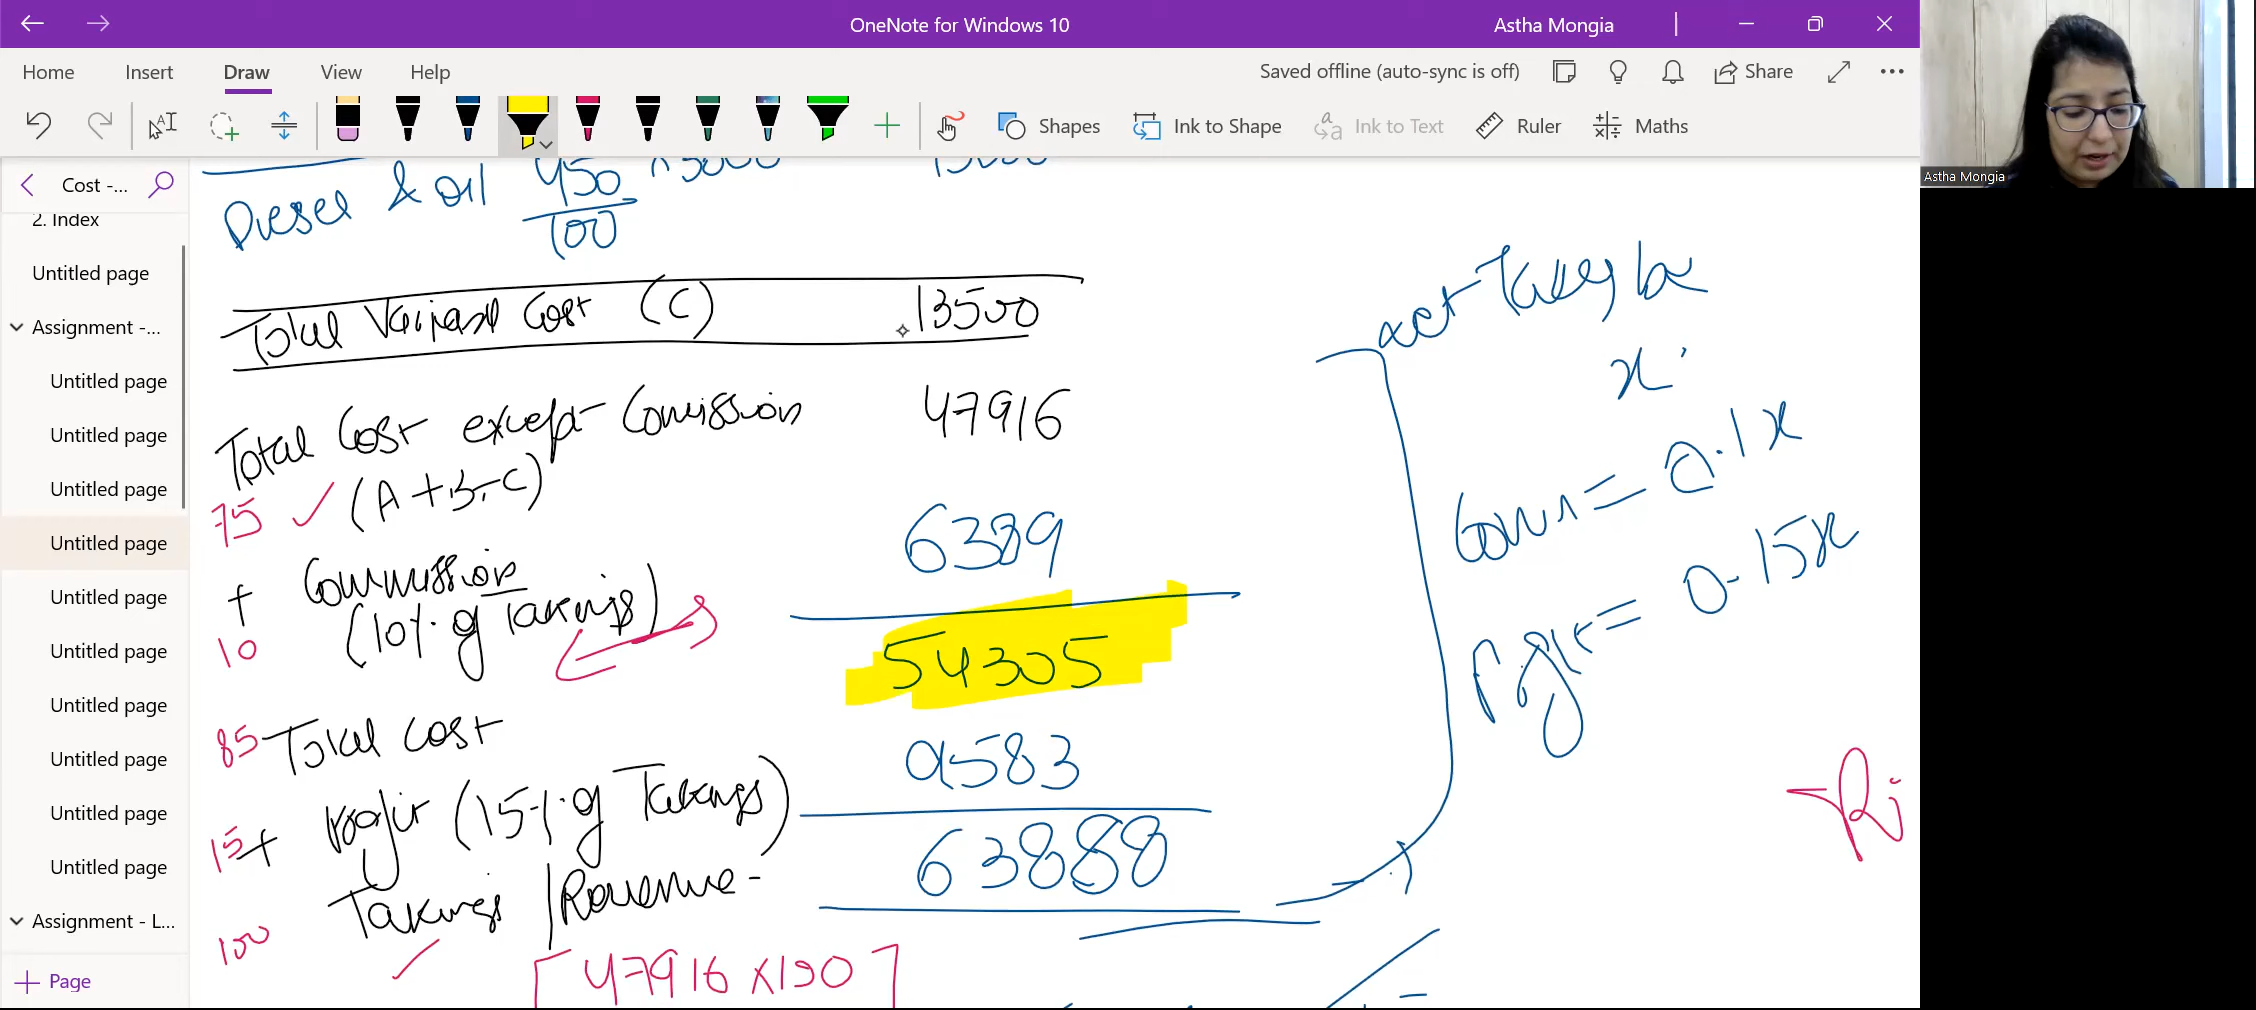 OneNote for Windows 10
Astha Mongia
Home Insert Draw View Help
Saved offline (auto-sync is off)
Share
Shapes
Ink to Shape
Ink to Text
Ruler
Maths
Cost -...
2. Index
Untitled page
Assignment -...
Untitled page
Untitled page
Untitled page
Untitled page
Untitled page
Untitled page
Untitled page
Untitled page
Untitled page
Untitled page
Assignment - L...
Page
Diesel & oil 450/100
Total Variable Cost (C) 13500
Total Cost except Comission 47916
75 ✓ (A+B+C)
+ Commission 6389
10 (10% of Takings)
54305
85 Total cost
15 + Profit (15% of Takings) 9583
100 Takings / Revenue - 63888
[47916 x 100]
Let Takings be
x
Comm = 0.1x
Profit = 0.15x
Astha Mongia